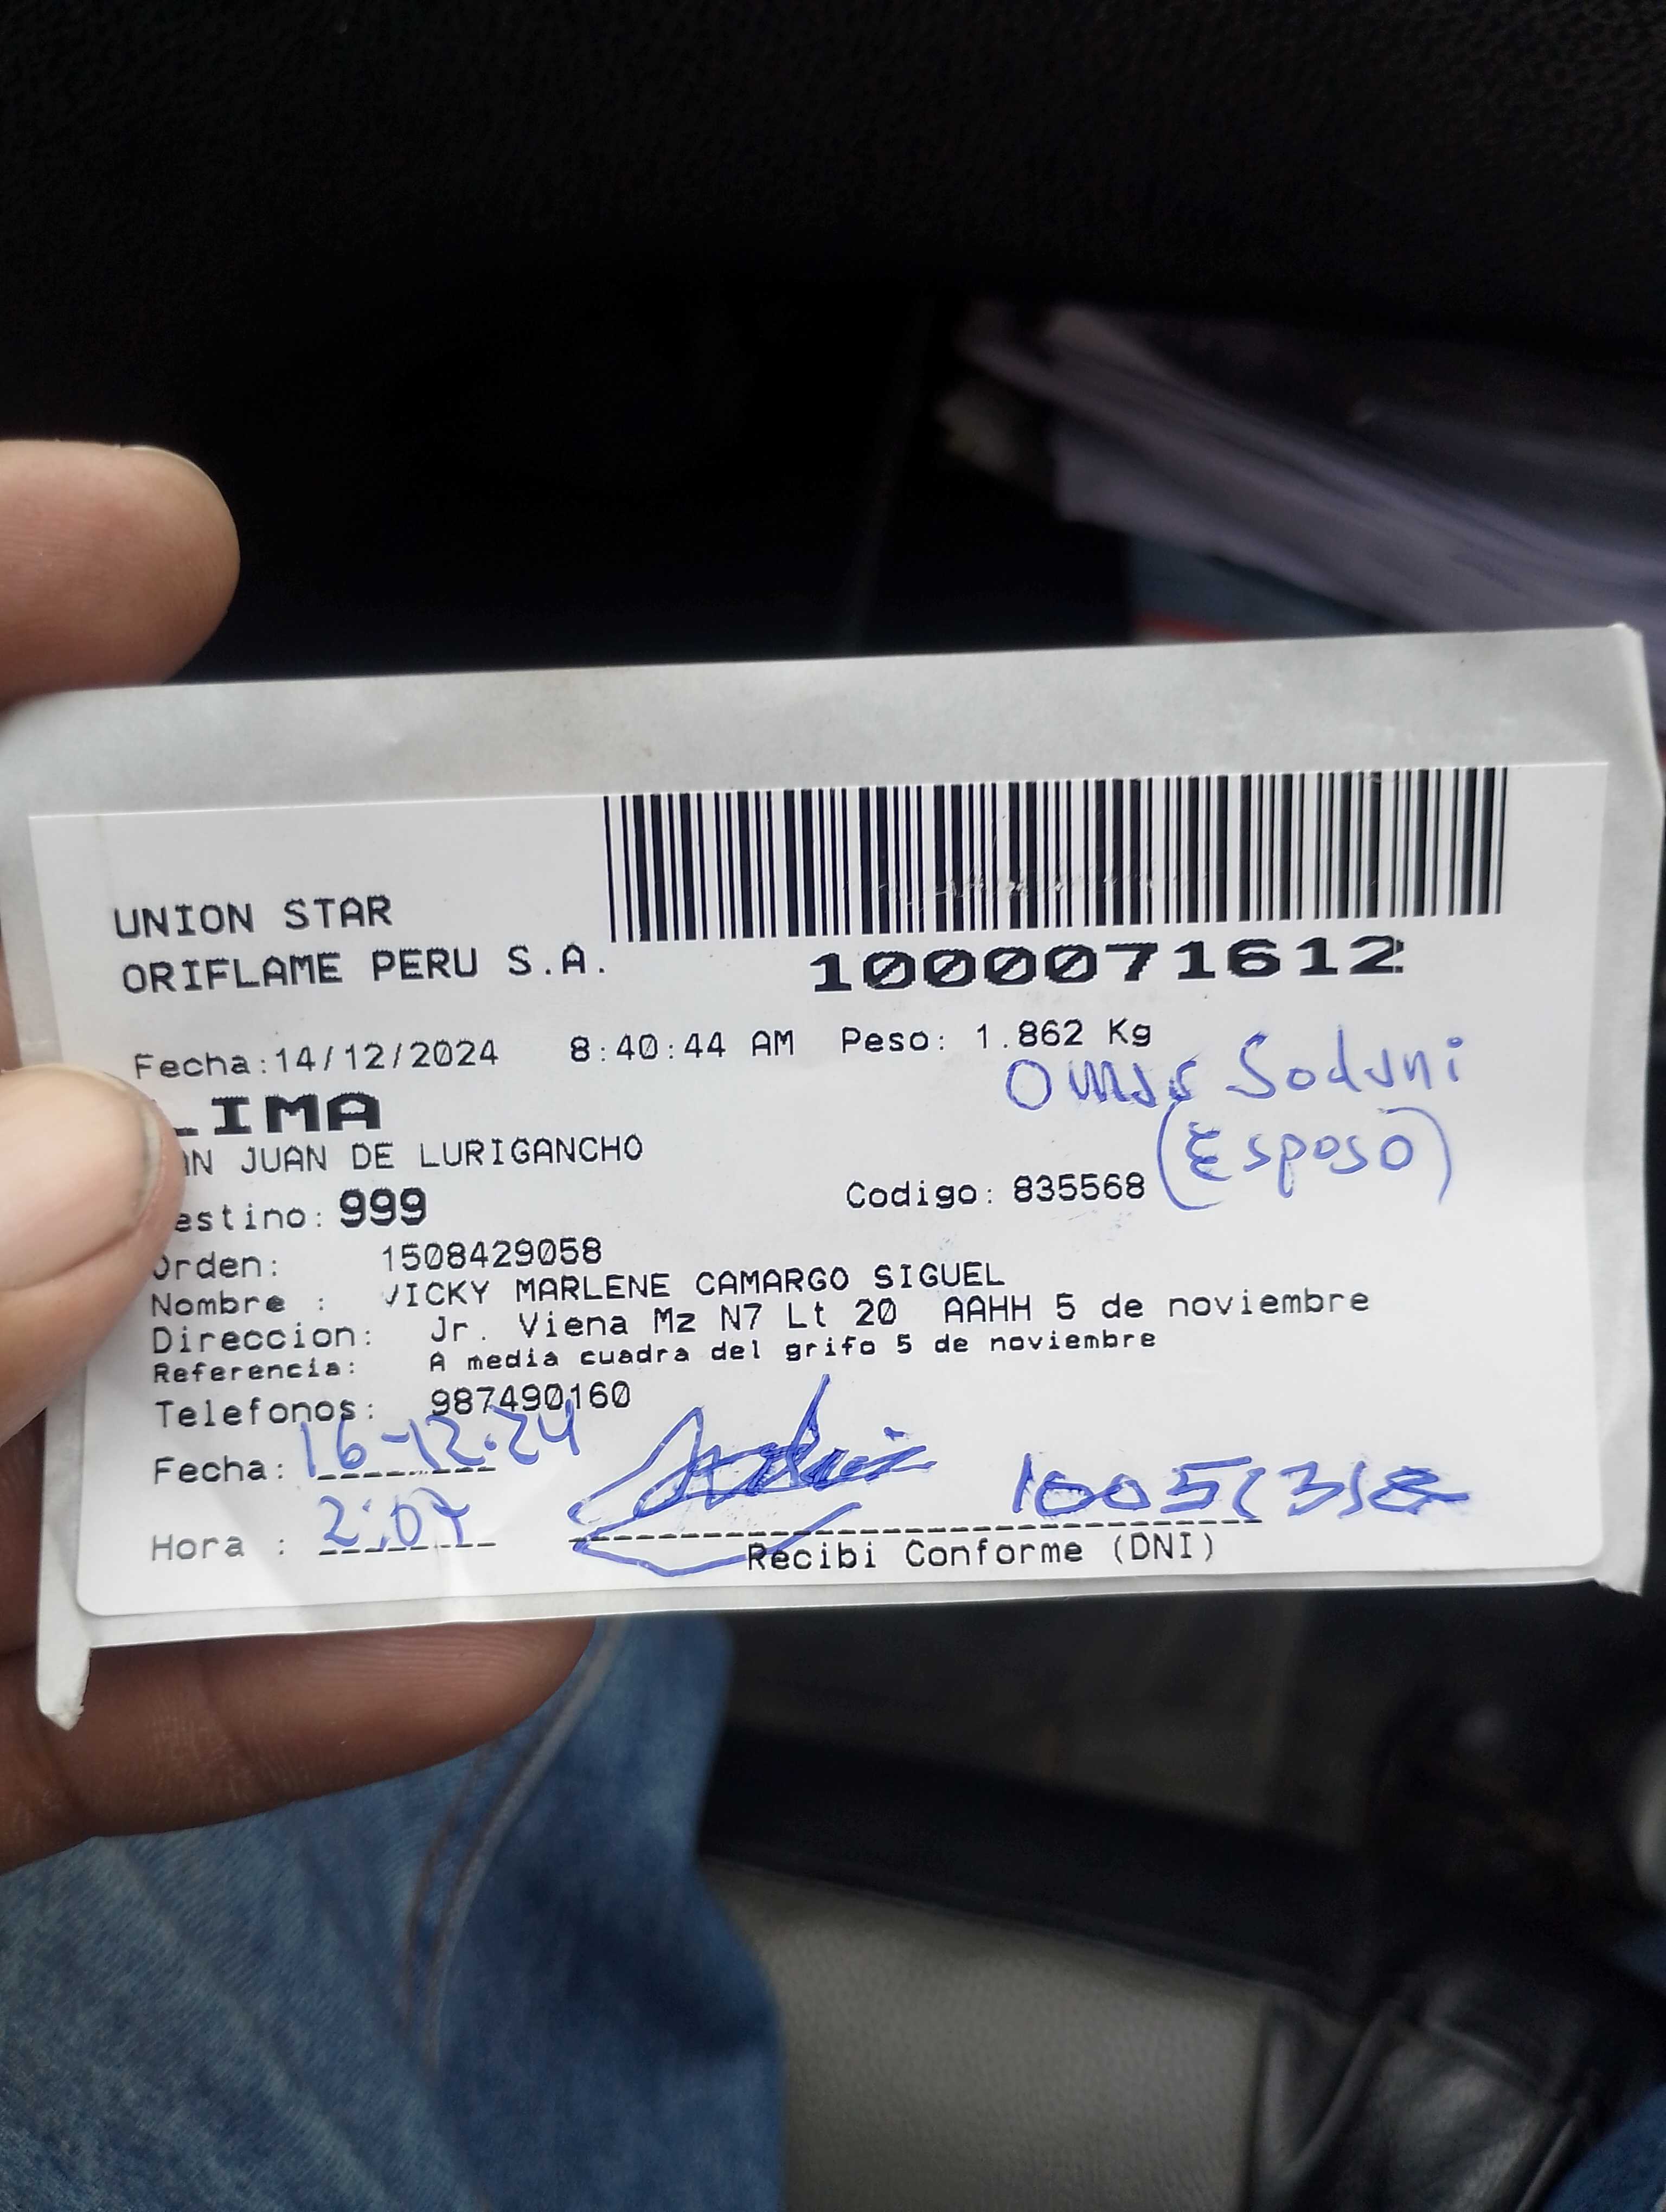 UNION STAR
ORIFLAME PERU S.A.
1000071612
Fecha:14/12/2024 8:40:44 AM Peso: 1.862 Kg
LIMA
AN JUAN DE LURIGANCHO
(Esposo)
estino: 999
Codigo: 835568
Orden: 1508429058
Nombre : VICKY MARLENE CAMARGO SIGUEL
Direccion: Jr. Viena Mz N7 Lt 20 AAHH 5 de noviembre
Referencia: A media cuadra del grifo 5 de noviembre
Telefonos: 987490160
Fecha: 16-12-24
Hora : 2:07
Recibi Conforme (DNI)